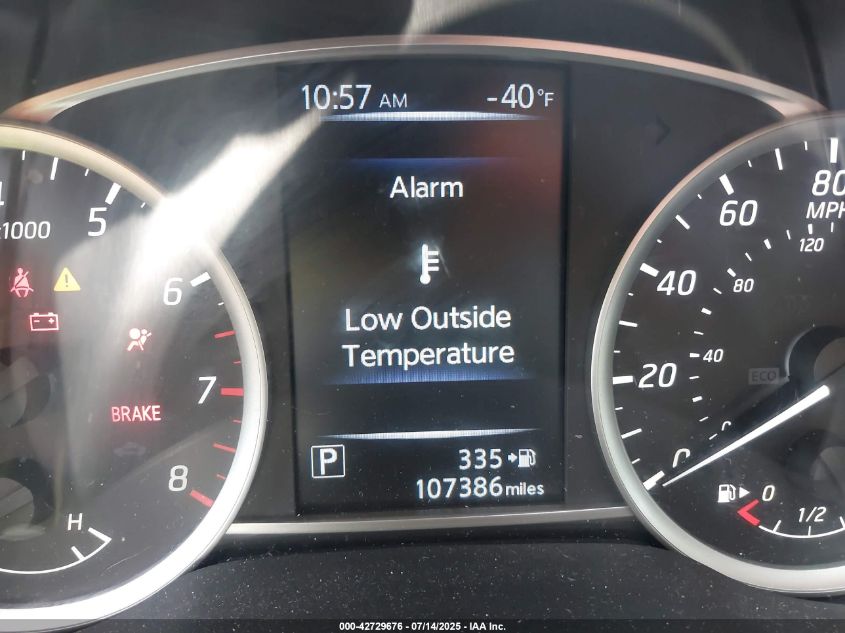 10:57 AM -40°F
Alarm
Low Outside
Temperature
P
335
107386 miles
5
1000
6
7
BRAKE
8
H
80
MPH
60
120
40
80
40
20
ECO
0
0
0
1/2
000-42729676 - 07/14/2025 - IAA Inc.